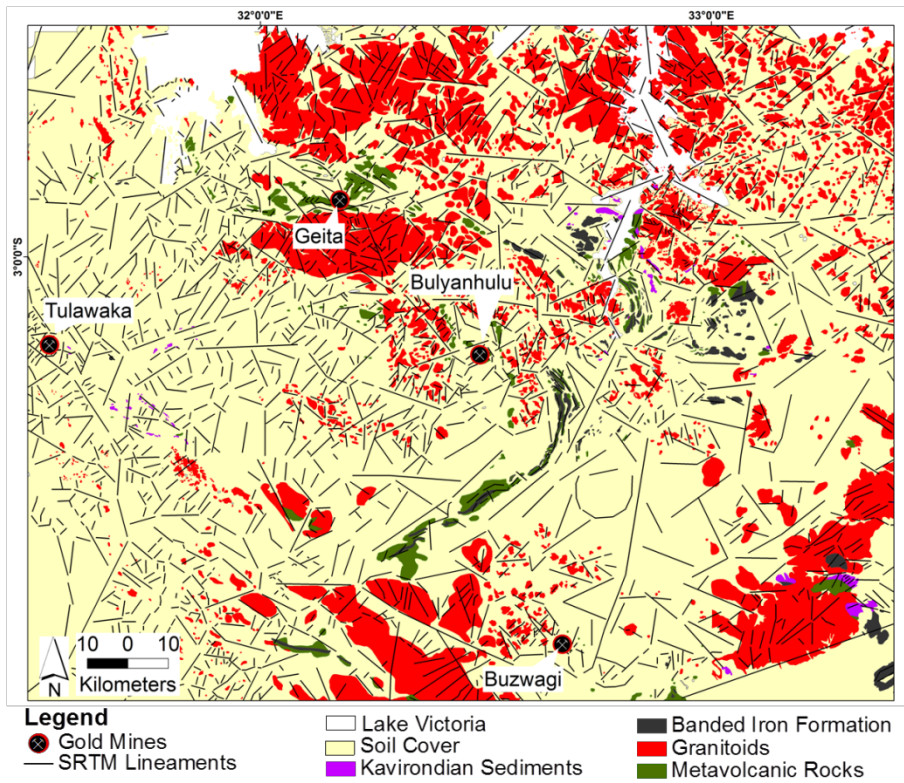 32°0'0"E 33°0'0"E
3°0'0"S
Geita
Bulyanhulu
Tulawaka
Buzwagi
10 0 10
Kilometers
N
Legend
Gold Mines
SRTM Lineaments
Lake Victoria
Soil Cover
Kavirondian Sediments
Banded Iron Formation
Granitoids
Metavolcanic Rocks